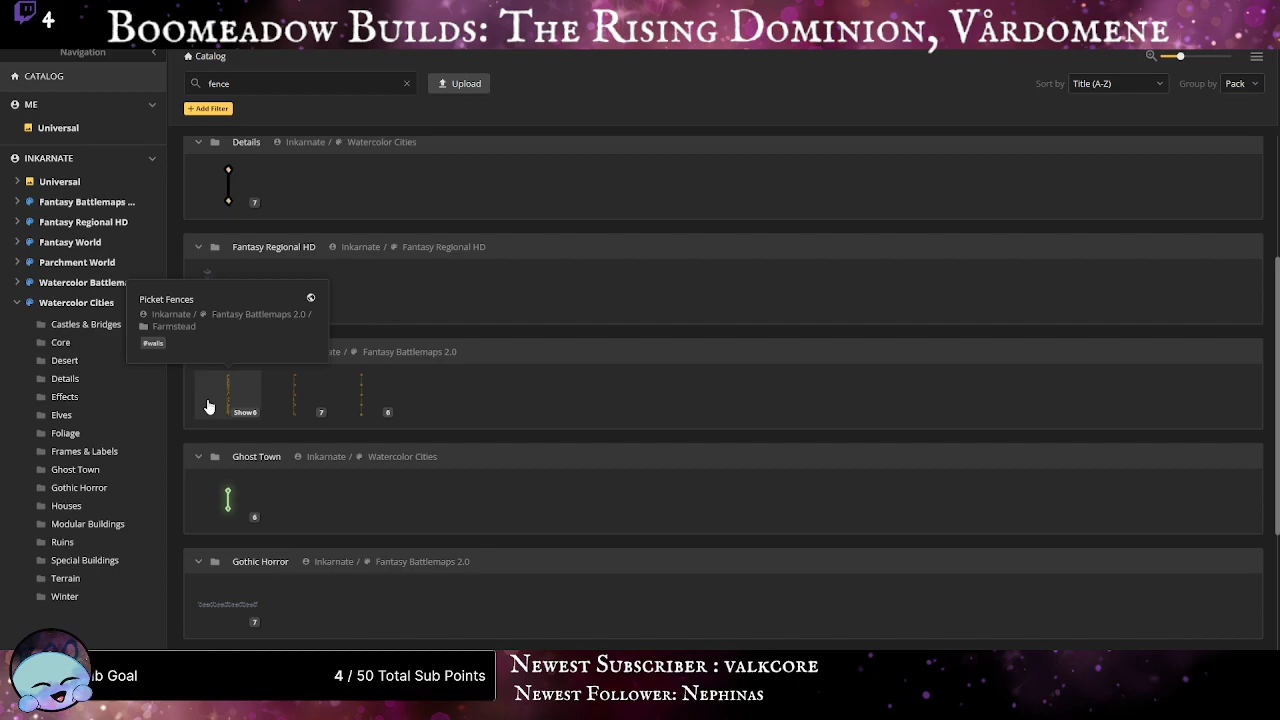 4
Boomeadow Builds: The Rising Dominion, Vårdomene
Navigation
Catalog
CATALOG
fence
Upload
Sort by
Title (A-Z)
Group by
Pack
+ Add Filter
ME
Universal
INKARNATE
Universal
Fantasy Battlemaps ...
Fantasy Regional HD
Fantasy World
Parchment World
Watercolor Battlem
Watercolor Cities
Castles & Bridges
Core
Desert
Details
Effects
Elves
Foliage
Frames & Labels
Ghost Town
Gothic Horror
Houses
Modular Buildings
Ruins
Special Buildings
Terrain
Winter
Details Inkarnate / Watercolor Cities
7
Fantasy Regional HD Inkarnate / Fantasy Regional HD
Picket Fences
Inkarnate / Fantasy Battlemaps 2.0 /
Farmstead
#walls
ate / Fantasy Battlemaps 2.0
Show 6
7
6
Ghost Town Inkarnate / Watercolor Cities
6
Gothic Horror Inkarnate / Fantasy Battlemaps 2.0
7
b Goal
4 / 50 Total Sub Points
Newest Subscriber : valkcore
Newest Follower: Nephinas